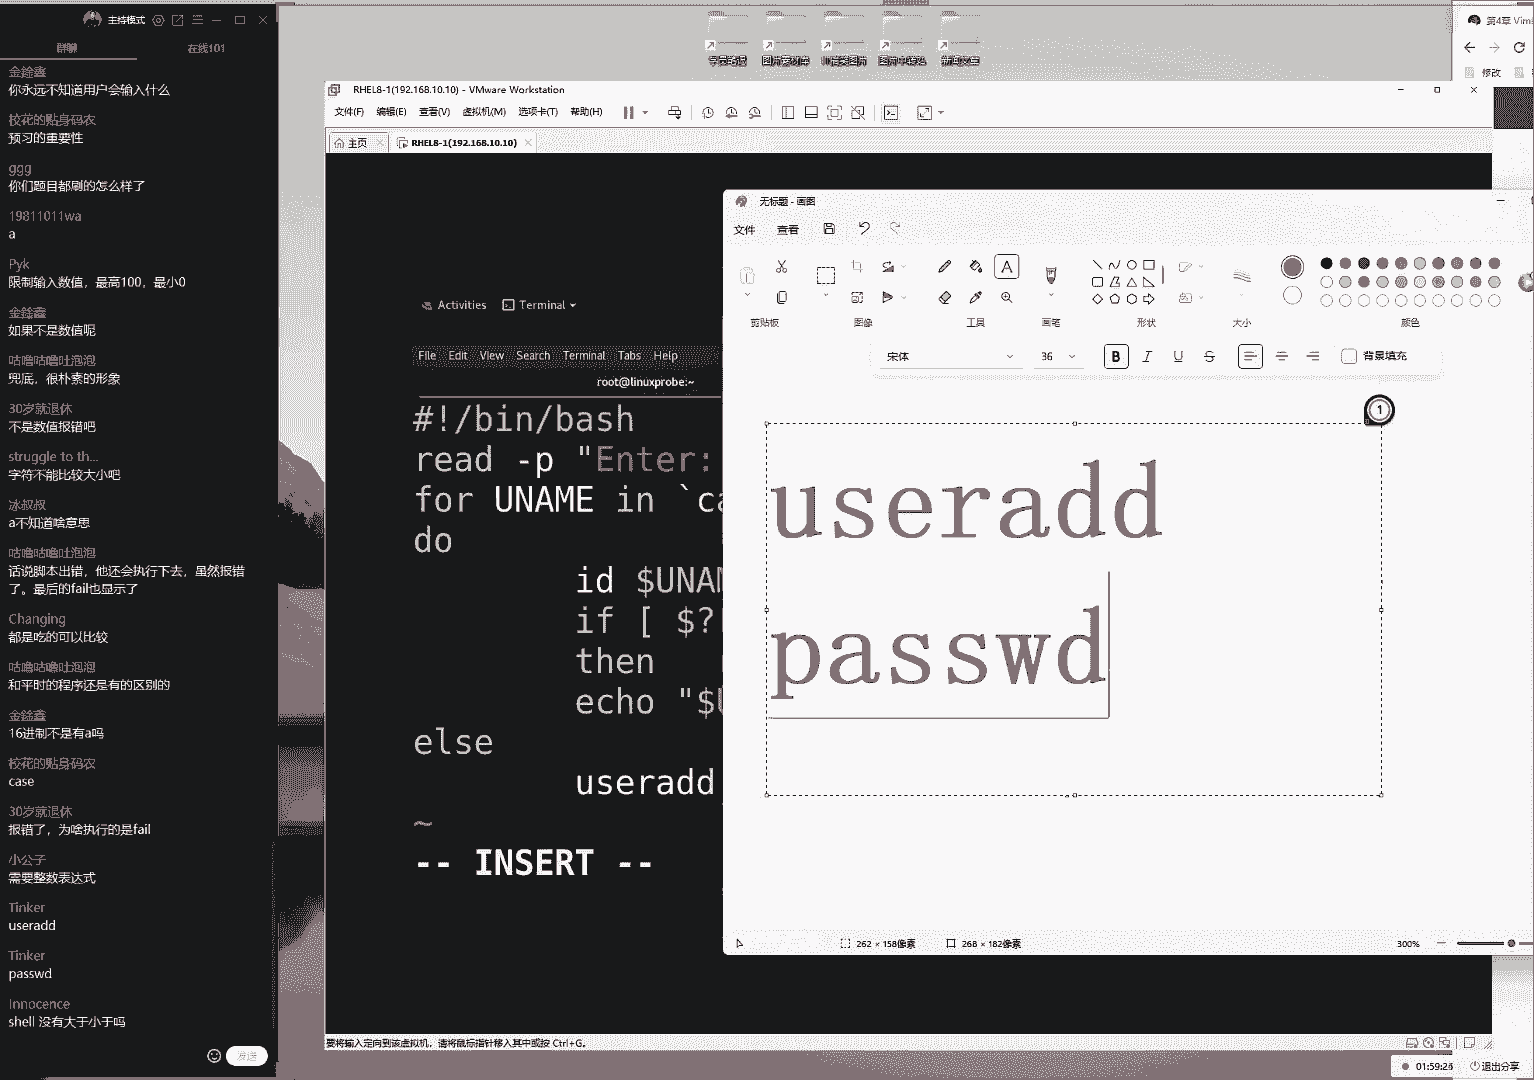 主持模式
群聊 在线101
金鍂鑫
你永远不知道用户会输入什么
校花的贴身码农
预习的重要性
ggg
你们题目都刷的怎么样了
19811011wa
a
Pyk
限制输入数值，最高100，最小0
金鍂鑫
如果不是数值呢
咕噜咕噜吐泡泡
兜底，很朴素的形象
30岁就退休
不是数值报错吧
struggle to th...
字符不能比较大小吧
冰叔叔
a不知道啥意思
咕噜咕噜吐泡泡
话说脚本出错，他还会执行下去，虽然报错
了。最后的fail也显示了
Changing
都是吃的可以比较
咕噜咕噜吐泡泡
和平时的程序还是有的区别的
金鍂鑫
16进制不是有a吗
校花的贴身码农
case
30岁就退休
报错了，为啥执行的是fail
小公子
需要整数表达式
Tinker
useradd
Tinker
passwd
Innocence
shell 没有大于小于吗
发送
RHEL8-1(192.168.10.10) - VMware Workstation
文件(F) 编辑(E) 查看(V) 虚拟机(M) 选项卡(T) 帮助(H)
主页 RHEL8-1(192.168.10.10)
Activities Terminal
File Edit View Search Terminal Tabs Help
root@linuxprobe:~
#!/bin/bash
read -p "Enter:
for UNAME in `ca
do
id $UNAM
if [ $?
then
echo "$U
else
useradd
~
-- INSERT --
要将输入定向到该虚拟机，请将鼠标指针移入其中或按 Ctrl+G。
无标题 - 画图
文件 查看
A
剪贴板 图像 工具 画笔 形状 大小 颜色
宋体 36 B I U S 背景填充
1
useradd
passwd
262 × 158像素 268 × 182像素 300%
第4章 Vim
修改
01:59:26 退出分享